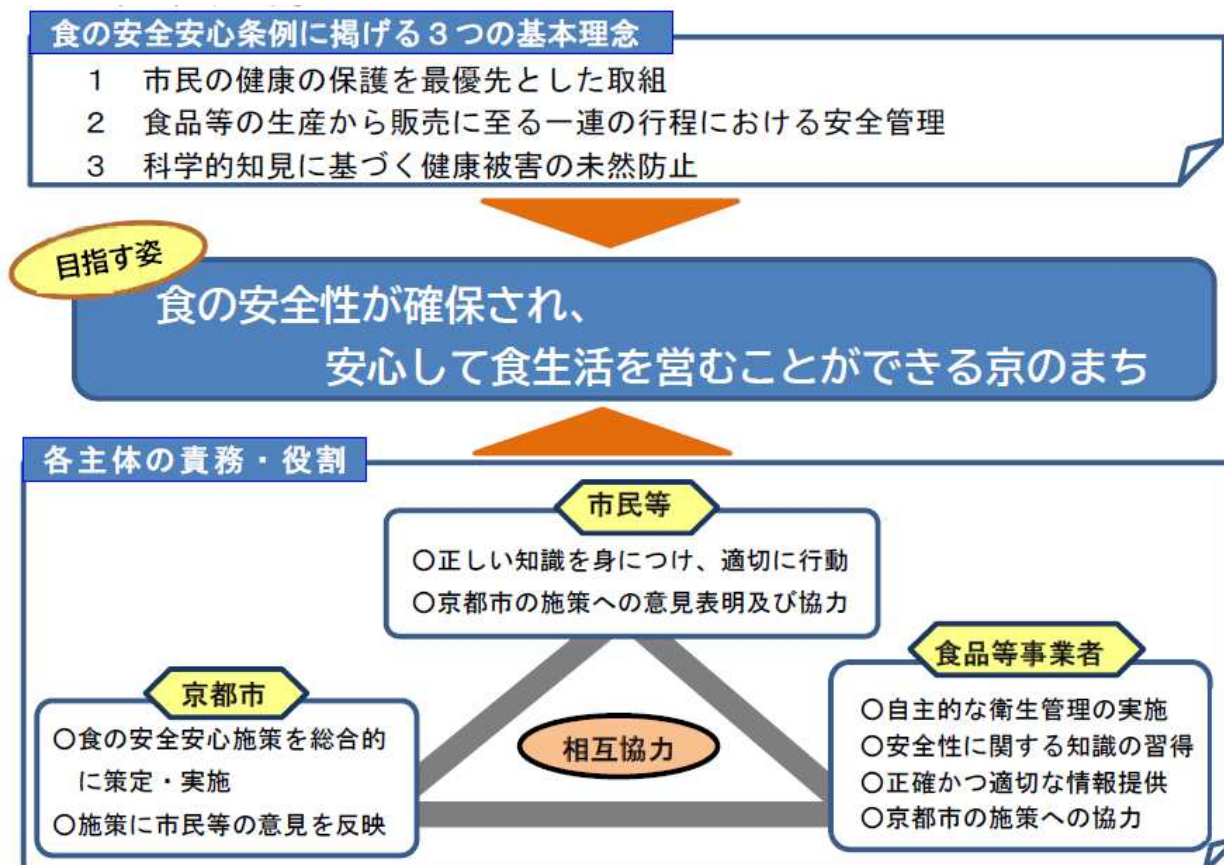 食の安全安心条例に掲げる３つの基本理念
１　市民の健康の保護を最優先とした取組
２　食品等の生産から販売に至る一連の行程における安全管理
３　科学的知見に基づく健康被害の未然防止
目指す姿
食の安全性が確保され、
安心して食生活を営むことができる京のまち
各主体の責務・役割
市民等
○正しい知識を身につけ、適切に行動
○京都市の施策への意見表明及び協力
京都市
○食の安全安心施策を総合的
に策定・実施
○施策に市民等の意見を反映
相互協力
食品等事業者
○自主的な衛生管理の実施
○安全性に関する知識の習得
○正確かつ適切な情報提供
○京都市の施策への協力